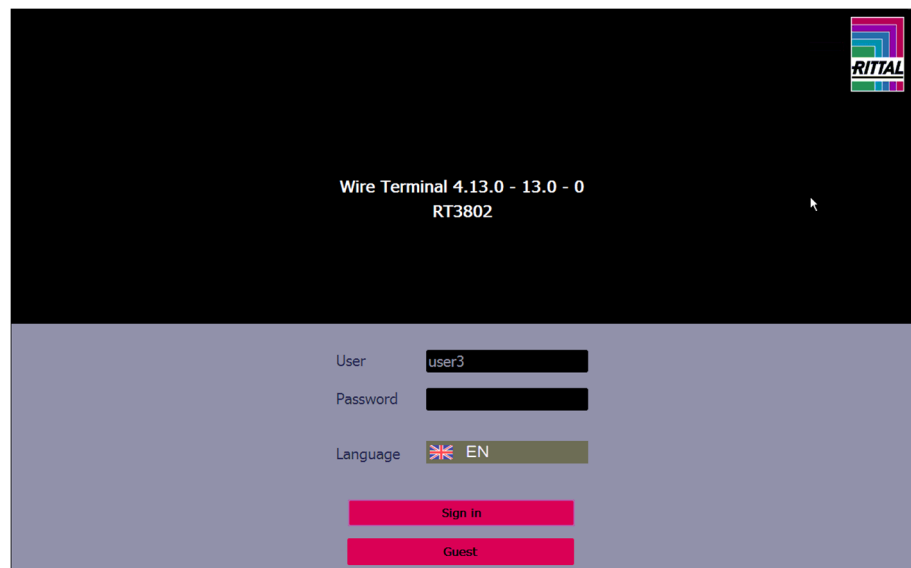 RITTAL
Wire Terminal 4.13.0 - 13.0 - 0
RT3802
User user3
Password
Language EN
Sign in
Guest